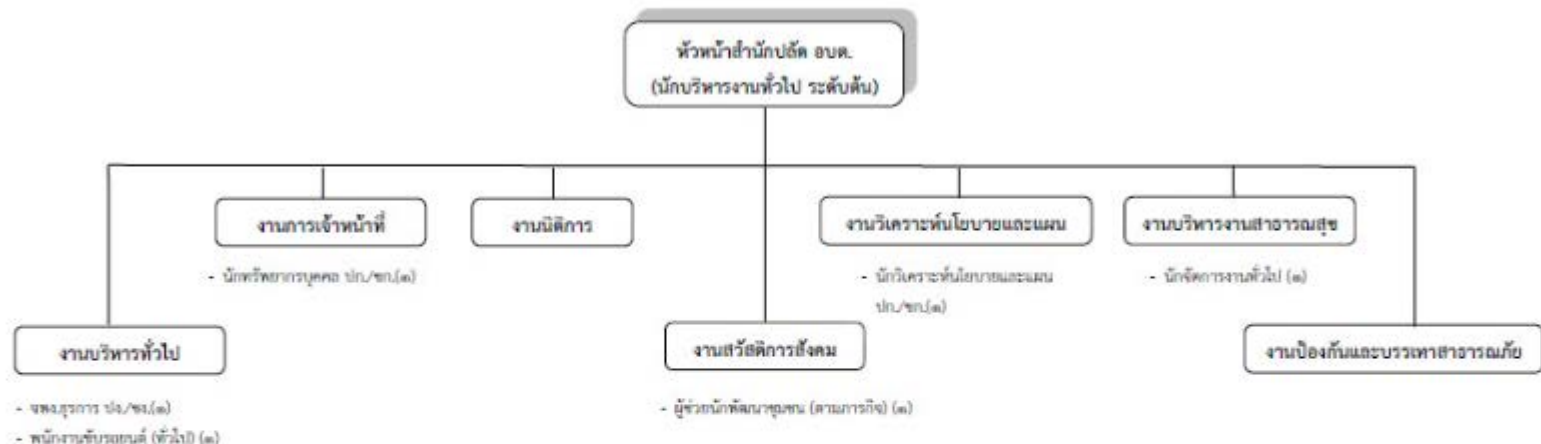 หัวหน้าสำนักปลัด อบต.
(นักบริหารงานทั่วไป ระดับต้น)
งานการเจ้าหน้าที่
งานนิติการ
งานวิเคราะห์นโยบายและแผน
งานบริหารงานสาธารณสุข
- นักทรัพยากรบุคคล ปก./ชก.(๑)
- นักวิเคราะห์นโยบายและแผน
ปก./ชก.(๑)
- นักจัดการงานทั่วไป (๑)
งานบริหารทั่วไป
งานสวัสดิการสังคม
งานป้องกันและบรรเทาสาธารณภัย
- จพง.ธุรการ ปง./ชง.(๑)
- พนักงานขับรถยนต์ (ทั่วไป) (๑)
- ผู้ช่วยนักพัฒนาชุมชน (ตามภารกิจ) (๑)